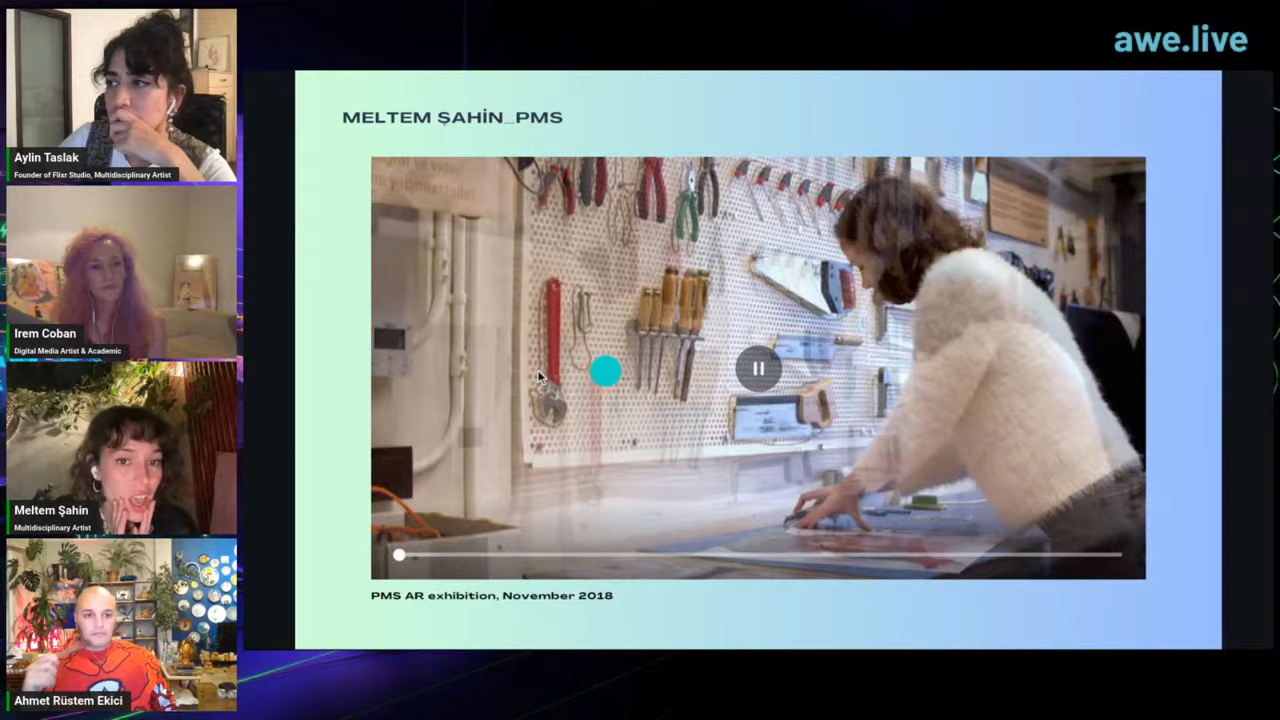 awe.live
MELTEM ŞAHİN_PMS
Aylin Taslak
Founder of Flixr Studio, Multidisciplinary Artist
Irem Coban
Digital Media Artist & Academic
Meltem Şahin
Multidisciplinary Artist
Ahmet Rüstem Ekici
PMS AR exhibition, November 2018